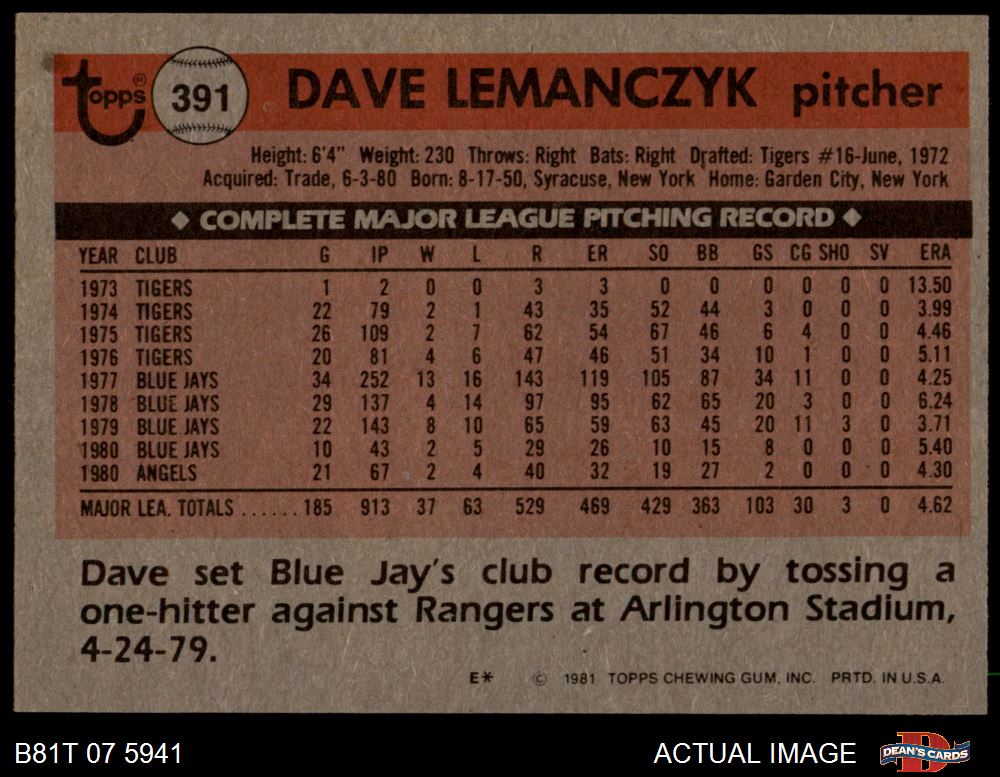 topps ® 391 DAVE LEMANCZYK pitcher
Height: 6'4" Weight: 230 Throws: Right Bats: Right Drafted: Tigers #16-June, 1972
Acquired: Trade, 6-3-80 Born: 8-17-50, Syracuse, New York Home: Garden City, New York
◆ COMPLETE MAJOR LEAGUE PITCHING RECORD ◆
YEAR CLUB G IP W L R ER SO BB GS CG SHO SV ERA
1973 TIGERS 1 2 0 0 3 3 0 0 0 0 0 0 13.50
1974 TIGERS 22 79 2 1 43 35 52 44 3 0 0 0 3.99
1975 TIGERS 26 109 2 7 62 54 67 46 6 4 0 0 4.46
1976 TIGERS 20 81 4 6 47 46 51 34 10 1 0 0 5.11
1977 BLUE JAYS 34 252 13 16 143 119 105 87 34 11 0 0 4.25
1978 BLUE JAYS 29 137 4 14 97 95 62 65 20 3 0 0 6.24
1979 BLUE JAYS 22 143 8 10 65 59 63 45 20 11 3 0 3.71
1980 BLUE JAYS 10 43 2 5 29 26 10 15 8 0 0 0 5.40
1980 ANGELS 21 67 2 4 40 32 19 27 2 0 0 0 4.30
MAJOR LEA. TOTALS ...... 185 913 37 63 529 469 429 363 103 30 3 0 4.62
Dave set Blue Jay's club record by tossing a
one-hitter against Rangers at Arlington Stadium,
4-24-79.
E* © 1981 TOPPS CHEWING GUM, INC. PRTD. IN U.S.A.
B81T 07 5941 ACTUAL IMAGE DEAN'S CARDS